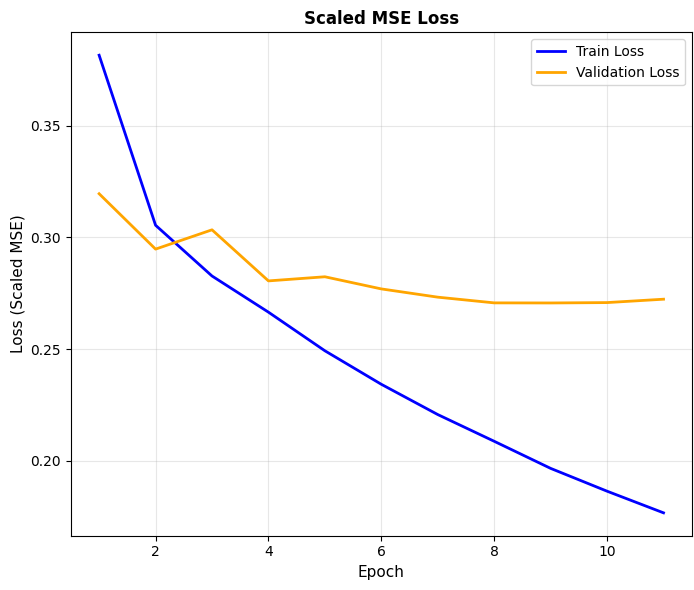 Scaled MSE Loss
Train Loss
Validation Loss
0.35
0.30
0.25
0.20
Loss (Scaled MSE)
2 4 6 8 10
Epoch